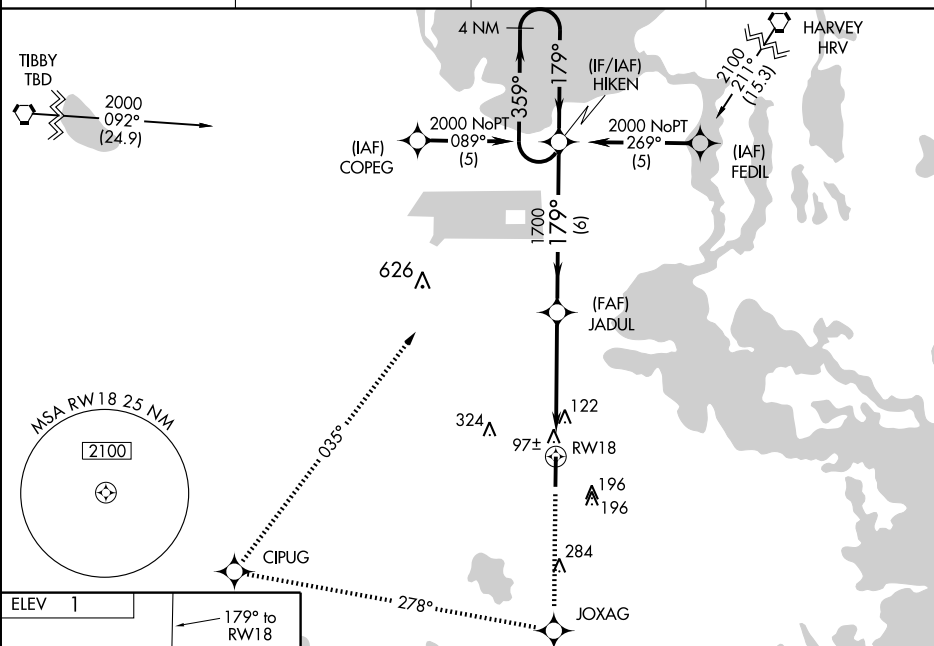 4 NM
359°
179°
(IF/IAF)
HIKEN
HARVEY
HRV
2100
211°
(15.3)
TIBBY
TBD
2000
092°
(24.9)
(IAF)
COPEG
2000 NoPT
089°
(5)
2000 NoPT
269°
(5)
(IAF)
FEDIL
1700
179°
(6)
626
(FAF)
JADUL
MSA RW18 25 NM
2100
035°
324
122
97±
RW18
196
196
284
CIPUG
278°
JOXAG
ELEV 1
179° to
RW18